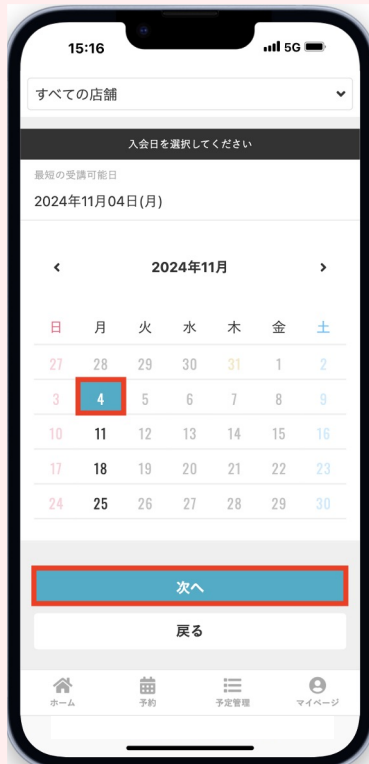 15:16 5G
すべての店舗
入会日を選択してください
最短の受講可能日
2024年11月04日(月)
2024年11月
日 月 火 水 木 金 土
27 28 29 30 31 1 2
3 4 5 6 7 8 9
10 11 12 13 14 15 16
17 18 19 20 21 22 23
24 25 26 27 28 29 30
次へ
戻る
ホーム 予約 予定管理 マイページ